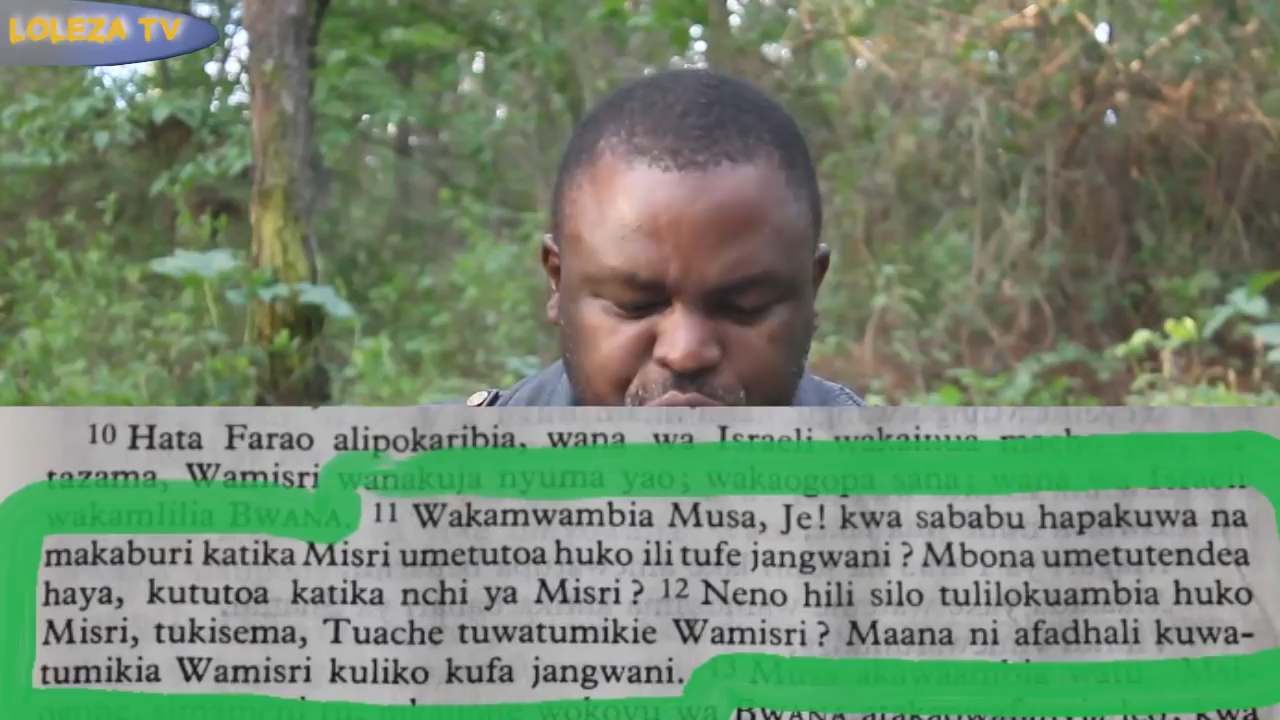 LOLEZA TV
10 Hata Farao alipokaribia, wana wa Israeli wakainua
tazama, Wamisri wanakuja nyuma yao; wakaogopa sana; wana wa Israeli
wakamlilia BWANA. 11 Wakamwambia Musa, Je! kwa sababu hapakuwa na
makaburi katika Misri umetutoa huko ili tufe jangwani? Mbona umetutendea
haya, kututoa katika nchi ya Misri? 12 Neno hili silo tulilokuambia huko
Misri, tukisema, Tuache tuwatumikie Wamisri? Maana ni afadhali kuwa-
tumikia Wamisri kuliko kufa jangwani. 13 Musa akawaambia watu, Msi-
wokovu wa BWANA kwa